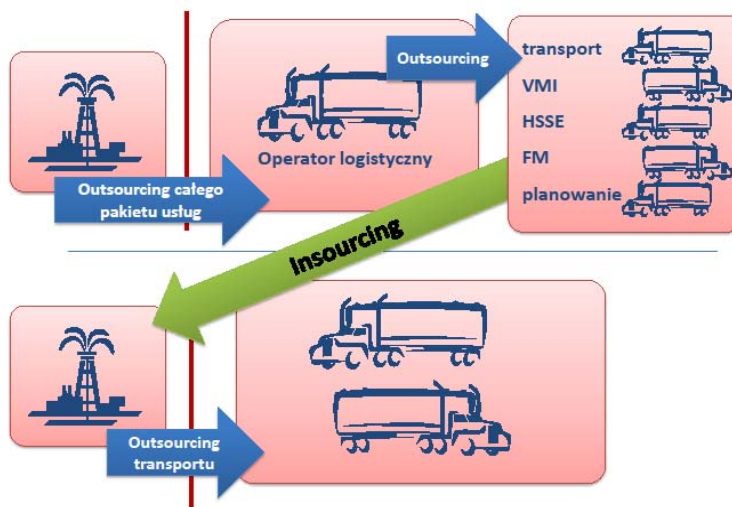 Outsourcing
transport
VMI
HSSE
FM
planowanie
Operator logistyczny
Outsourcing całego
pakietu usług
Insourcing
Outsourcing
transportu